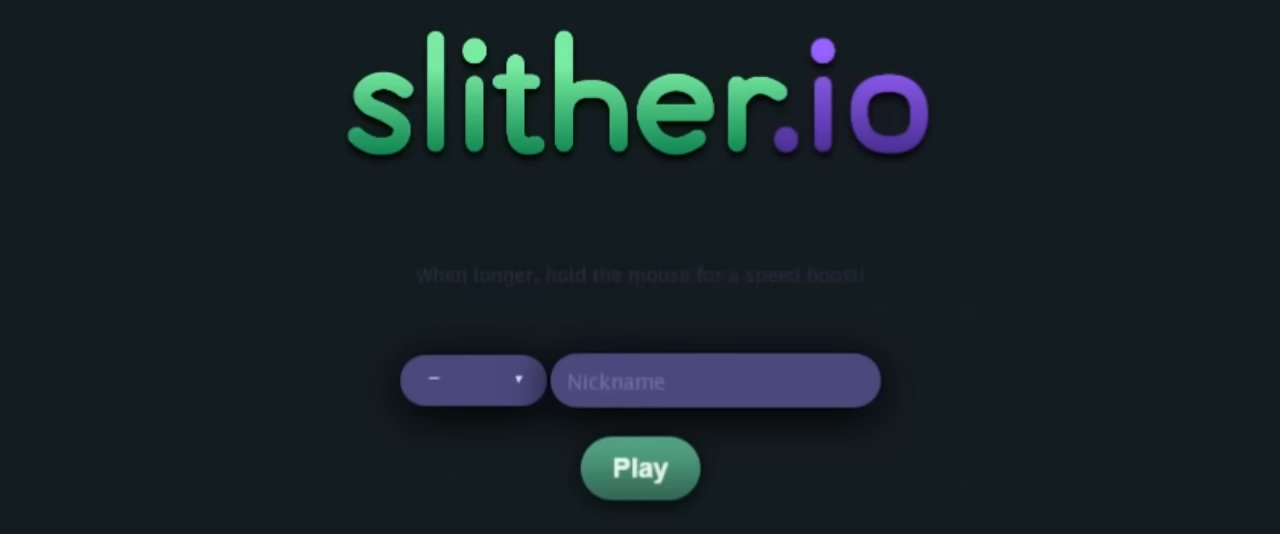 slither.io
When longer, hold the mouse for a speed boost!
– ▾
Nickname
Play